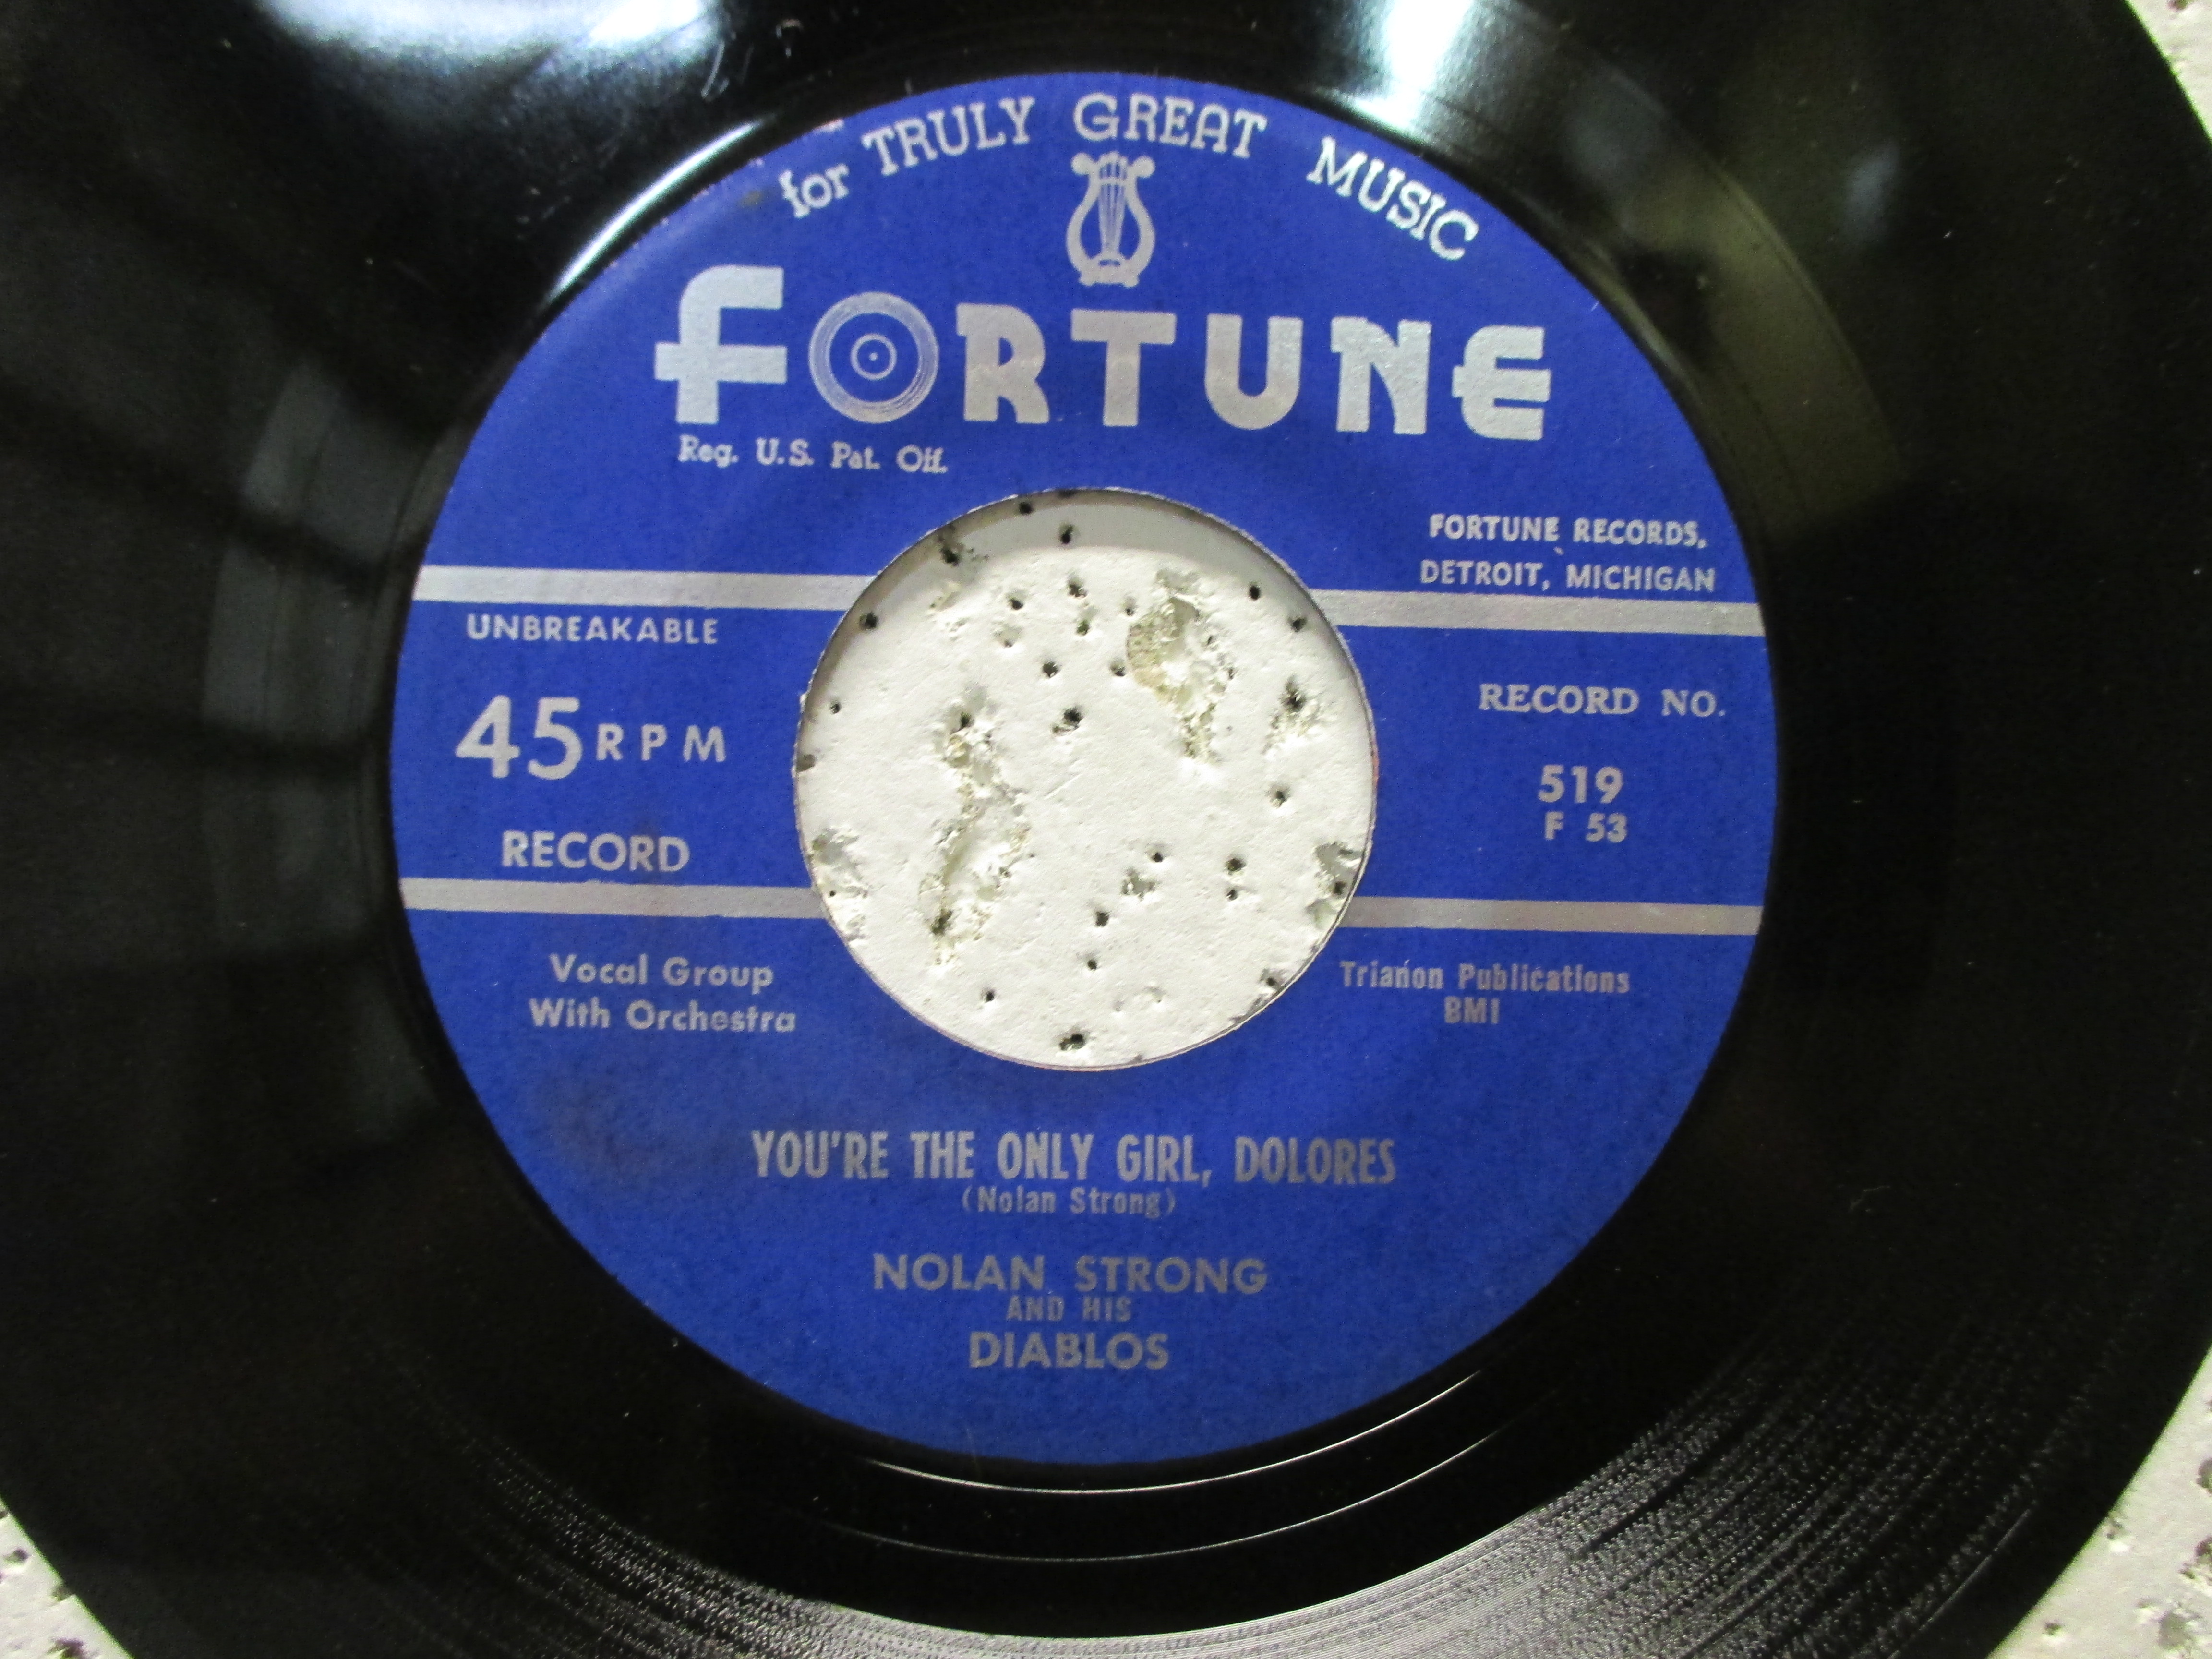 for TRULY GREAT MUSIC
FORTUNE
Reg. U.S. Pat. Off.
FORTUNE RECORDS,
DETROIT, MICHIGAN
UNBREAKABLE
45 RPM
RECORD
RECORD NO.
519
F 53
Vocal Group
With Orchestra
Trianon Publications
BMI
YOU'RE THE ONLY GIRL, DOLORES
(Nolan Strong)
NOLAN STRONG
AND HIS
DIABLOS